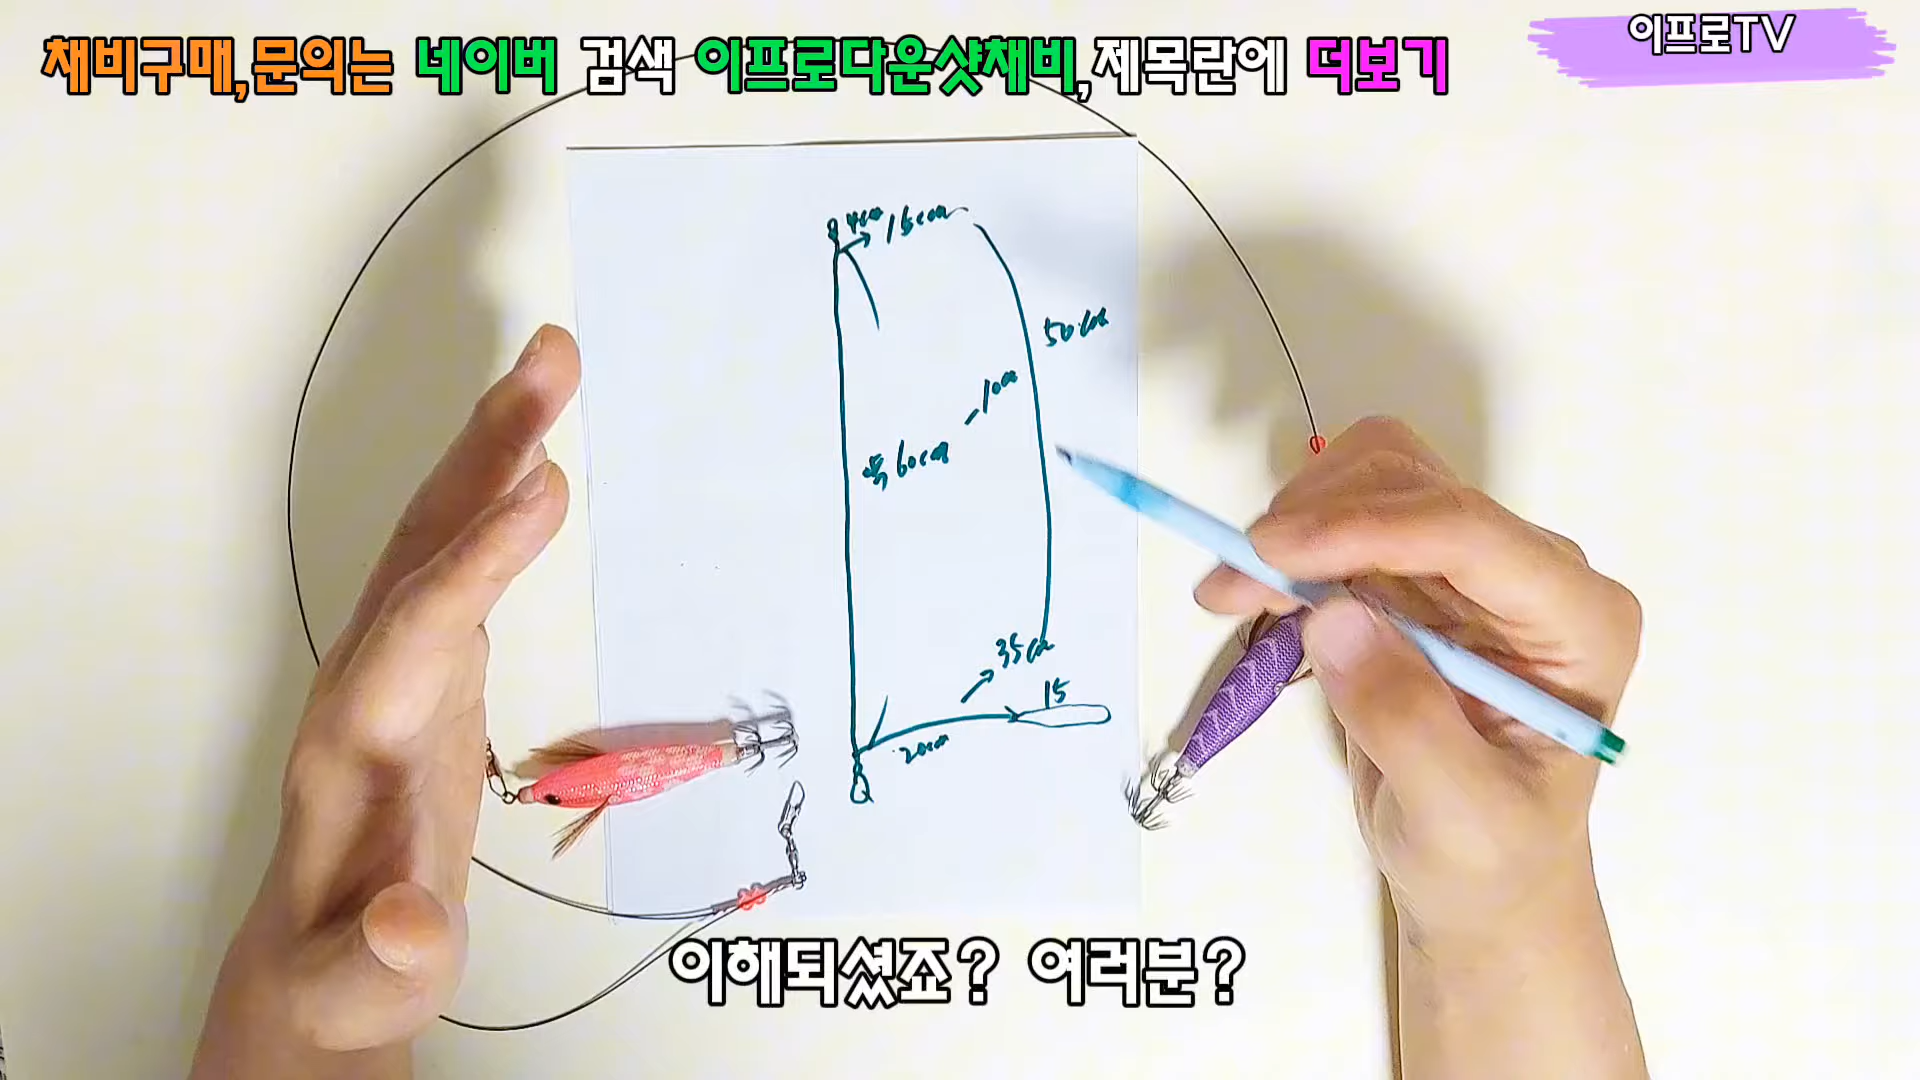 채비구매,문의는 네이버 검색 이프로다운샷채비,제목란에 더보기
이프로TV
4cm 15cm
50cm
10cm
60cm
35cm
15
20cm
이해되셨죠? 여러분?